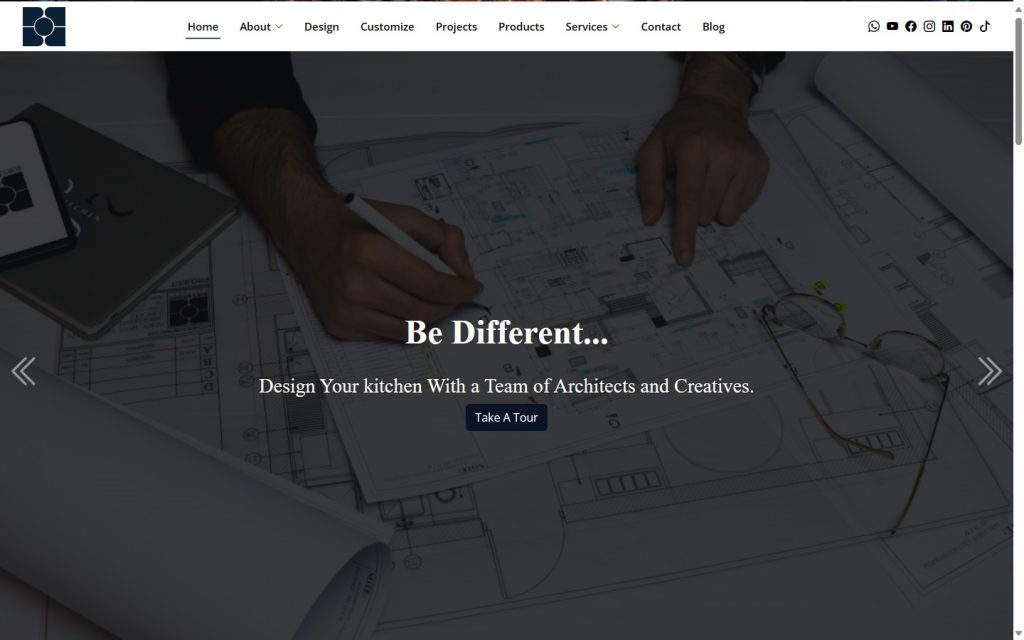 Home About Design Customize Projects Products Services Contact Blog
Be Different...
Design Your kitchen With a Team of Architects and Creatives.
Take A Tour